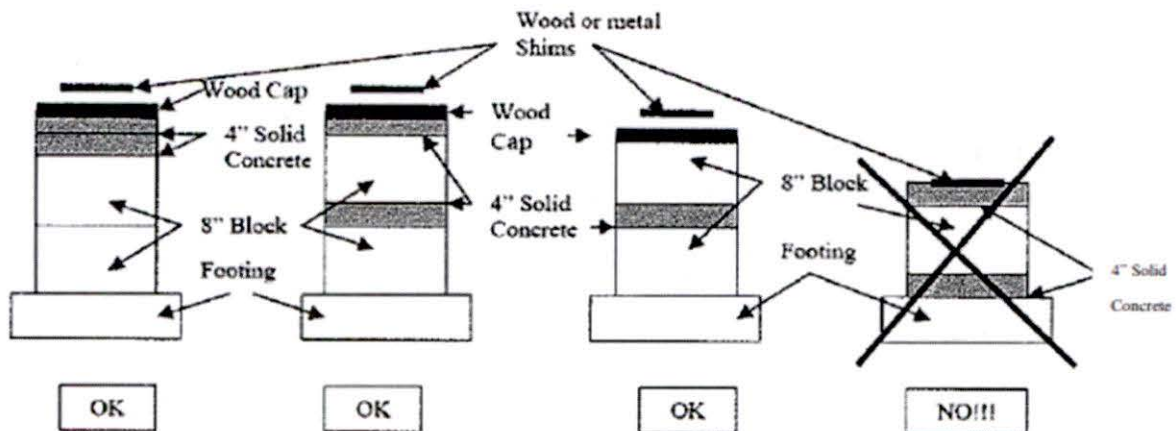 Wood or metal
Shims
Wood Cap
4" Solid
Concrete
Wood
Cap
8" Block
4" Solid
Concrete
8" Block
Footing
Footing
4" Solid
Concrete
OK
OK
OK
NO!!!